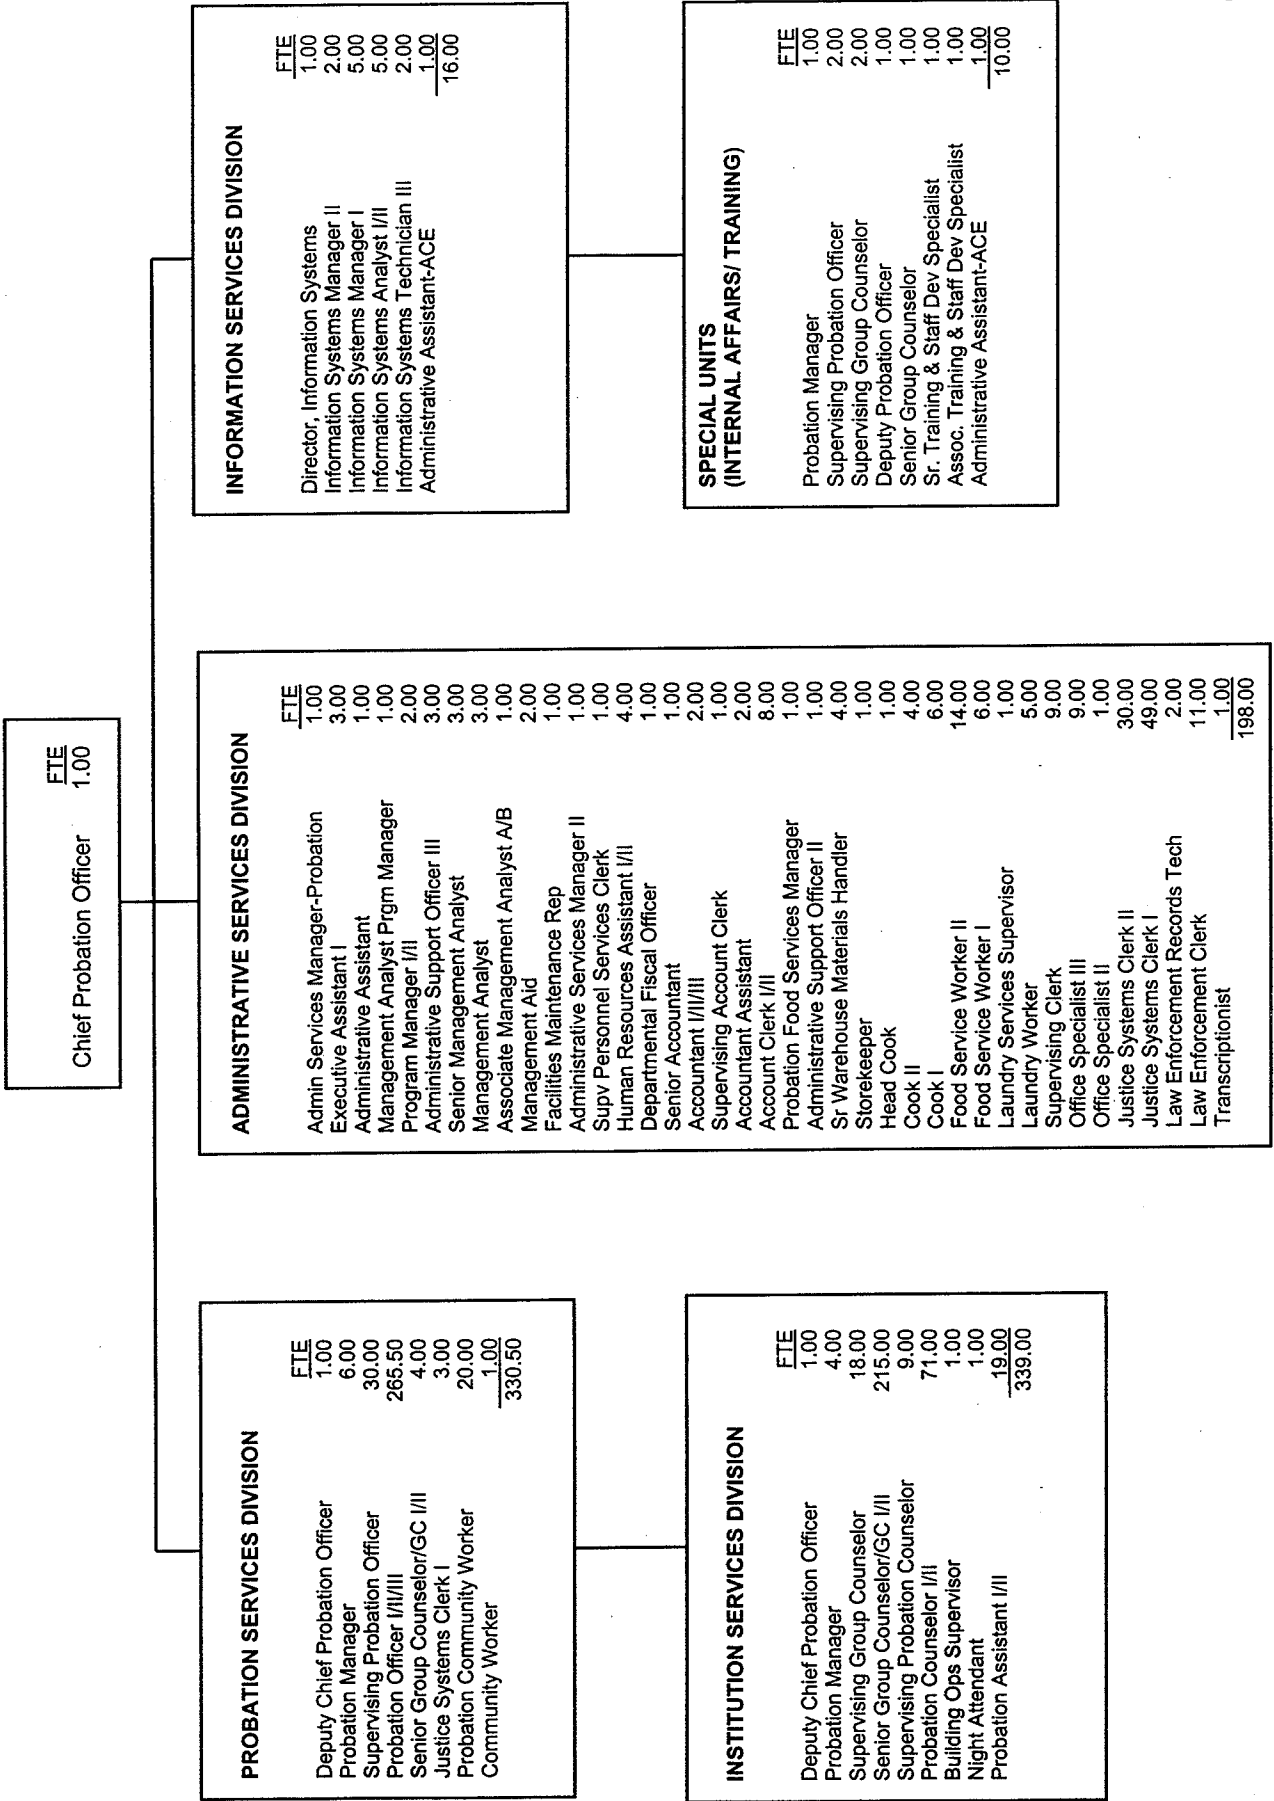 FTE
Chief Probation Officer 1.00
PROBATION SERVICES DIVISION
FTE
Deputy Chief Probation Officer 1.00
Probation Manager 6.00
Supervising Probation Officer 30.00
Probation Officer I/II/III 265.50
Senior Group Counselor/GC I/II 4.00
Justice Systems Clerk I 3.00
Probation Community Worker 20.00
Community Worker 1.00
330.50
INSTITUTION SERVICES DIVISION
FTE
Deputy Chief Probation Officer 1.00
Probation Manager 4.00
Supervising Group Counselor 18.00
Senior Group Counselor/GC I/II 215.00
Supervising Probation Counselor 9.00
Probation Counselor I/II 71.00
Building Ops Supervisor 1.00
Night Attendant 1.00
Probation Assistant I/II 19.00
339.00
ADMINISTRATIVE SERVICES DIVISION
FTE
Admin Services Manager-Probation 1.00
Executive Assistant I 3.00
Administrative Assistant 1.00
Management Analyst Prgm Manager 1.00
Program Manager I/II 2.00
Administrative Support Officer III 3.00
Senior Management Analyst 3.00
Management Analyst 3.00
Associate Management Analyst A/B 1.00
Management Aid 2.00
Facilities Maintenance Rep 1.00
Administrative Services Manager II 1.00
Supv Personnel Services Clerk 1.00
Human Resources Assistant I/II 4.00
Departmental Fiscal Officer 1.00
Senior Accountant 1.00
Accountant I/II/III 2.00
Supervising Account Clerk 1.00
Accountant Assistant 2.00
Account Clerk I/II 8.00
Probation Food Services Manager 1.00
Administrative Support Officer II 1.00
Sr Warehouse Materials Handler 4.00
Storekeeper 1.00
Head Cook 1.00
Cook II 4.00
Cook I 6.00
Food Service Worker II 14.00
Food Service Worker I 6.00
Laundry Services Supervisor 1.00
Laundry Worker 5.00
Supervising Clerk 9.00
Office Specialist III 9.00
Office Specialist II 1.00
Justice Systems Clerk II 30.00
Justice Systems Clerk I 49.00
Law Enforcement Records Tech 2.00
Law Enforcement Clerk 11.00
Transcriptionist 1.00
198.00
INFORMATION SERVICES DIVISION
FTE
Director, Information Systems 1.00
Information Systems Manager II 2.00
Information Systems Manager I 5.00
Information Systems Analyst I/II 5.00
Information Systems Technician III 2.00
Administrative Assistant-ACE 1.00
16.00
SPECIAL UNITS
(INTERNAL AFFAIRS/ TRAINING)
FTE
Probation Manager 1.00
Supervising Probation Officer 2.00
Supervising Group Counselor 2.00
Deputy Probation Officer 1.00
Senior Group Counselor 1.00
Sr. Training & Staff Dev Specialist 1.00
Assoc. Training & Staff Dev Specialist 1.00
Administrative Assistant-ACE 1.00
10.00